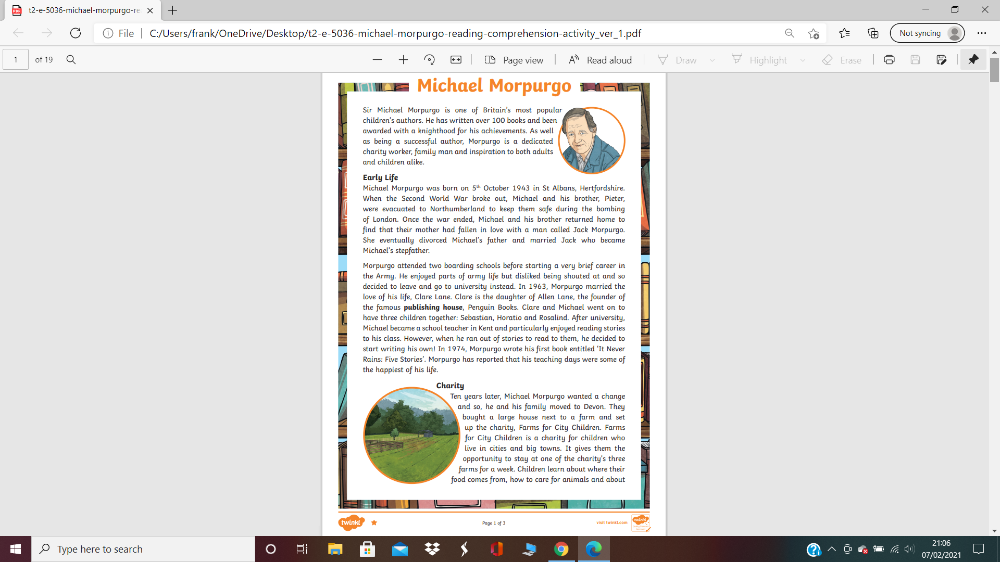 t2-e-5036-michael-morpurgo-re
File
C:/Users/frank/OneDrive/Desktop/t2-e-5036-michael-morpurgo-reading-comprehension-activity_ver_1.pdf
Not syncing
1 of 19
Page view
Read aloud
Draw
Highlight
Erase
Michael Morpurgo
Sir Michael Morpurgo is one of Britain's most popular
children's authors. He has written over 100 books and been
awarded with a knighthood for his achievements. As well
as being a successful author, Morpurgo is a dedicated
charity worker, family man and inspiration to both adults
and children alike.
Early Life
Michael Morpurgo was born on 5th October 1943 in St Albans, Hertfordshire.
When the Second World War broke out, Michael and his brother, Pieter,
were evacuated to Northumberland to keep them safe during the bombing
of London. Once the war ended, Michael and his brother returned home to
find that their mother had fallen in love with a man called Jack Morpurgo.
She eventually divorced Michael's father and married Jack who became
Michael's stepfather.
Morpurgo attended two boarding schools before starting a very brief career in
the Army. He enjoyed parts of army life but disliked being shouted at and so
decided to leave and go to university instead. In 1963, Morpurgo married the
love of his life, Clare Lane. Clare is the daughter of Allen Lane, the founder of
the famous publishing house, Penguin Books. Clare and Michael went on to
have three children together: Sebastian, Horatio and Rosalind. After university,
Michael became a school teacher in Kent and particularly enjoyed reading stories
to his class. However, when he ran out of stories to read to them, he decided to
start writing his own! In 1974, Morpurgo wrote his first book entitled 'It Never
Rains: Five Stories'. Morpurgo has reported that his teaching days were some of
the happiest of his life.
Charity
Ten years later, Michael Morpurgo wanted a change
and so, he and his family moved to Devon. They
bought a large house next to a farm and set
up the charity, Farms for City Children. Farms
for City Children is a charity for children who
live in cities and big towns. It gives them the
opportunity to stay at one of the charity's three
farms for a week. Children learn about where their
food comes from, how to care for animals and about
twinkl
Page 1 of 3
visit twinkl.com
twinkl
Type here to search
21:06
07/02/2021